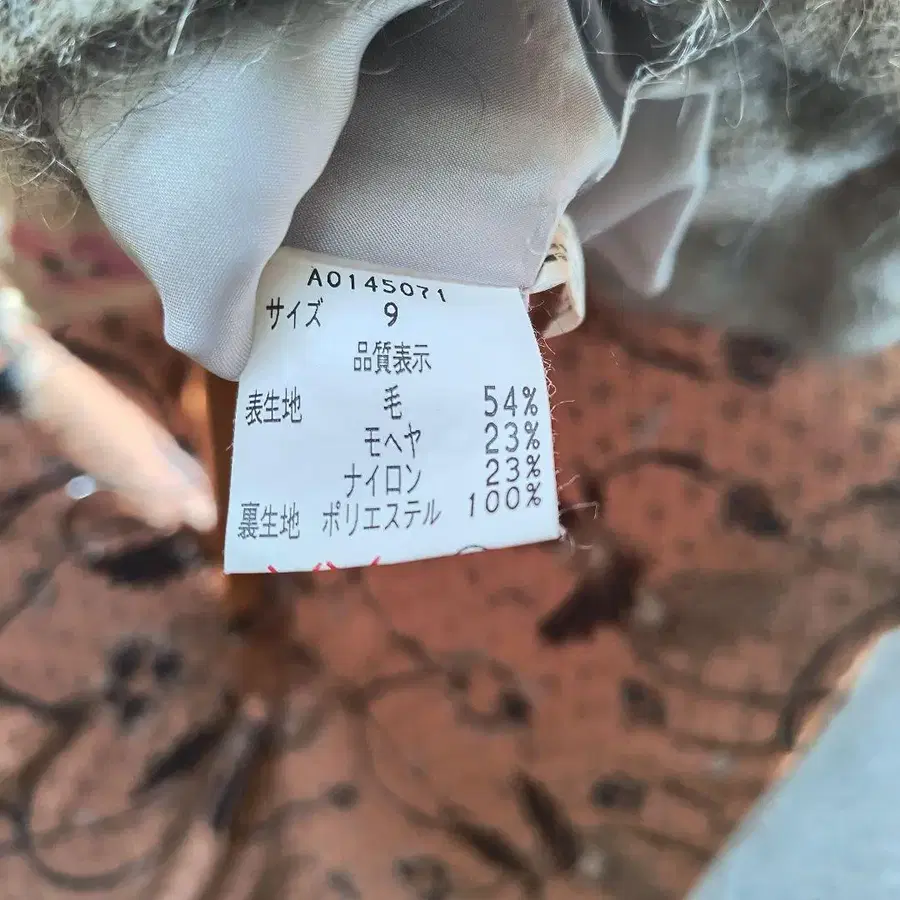 A0145071
サイズ 9
品質表示
表生地 毛 54%
モヘヤ 23%
ナイロン 23%
裏生地 ポリエステル 100%